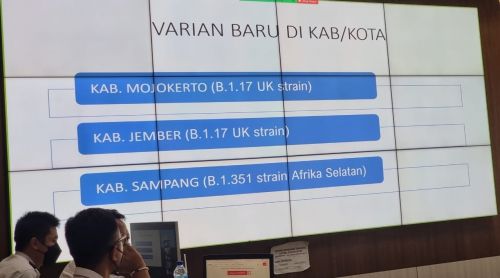 VARIAN BARU DI KAB/KOTA
KAB. MOJOKERTO (B.1.17 UK strain)
KAB. JEMBER (B.1.17 UK strain)
KAB. SAMPANG (B.1.351 strain Afrika Selatan)